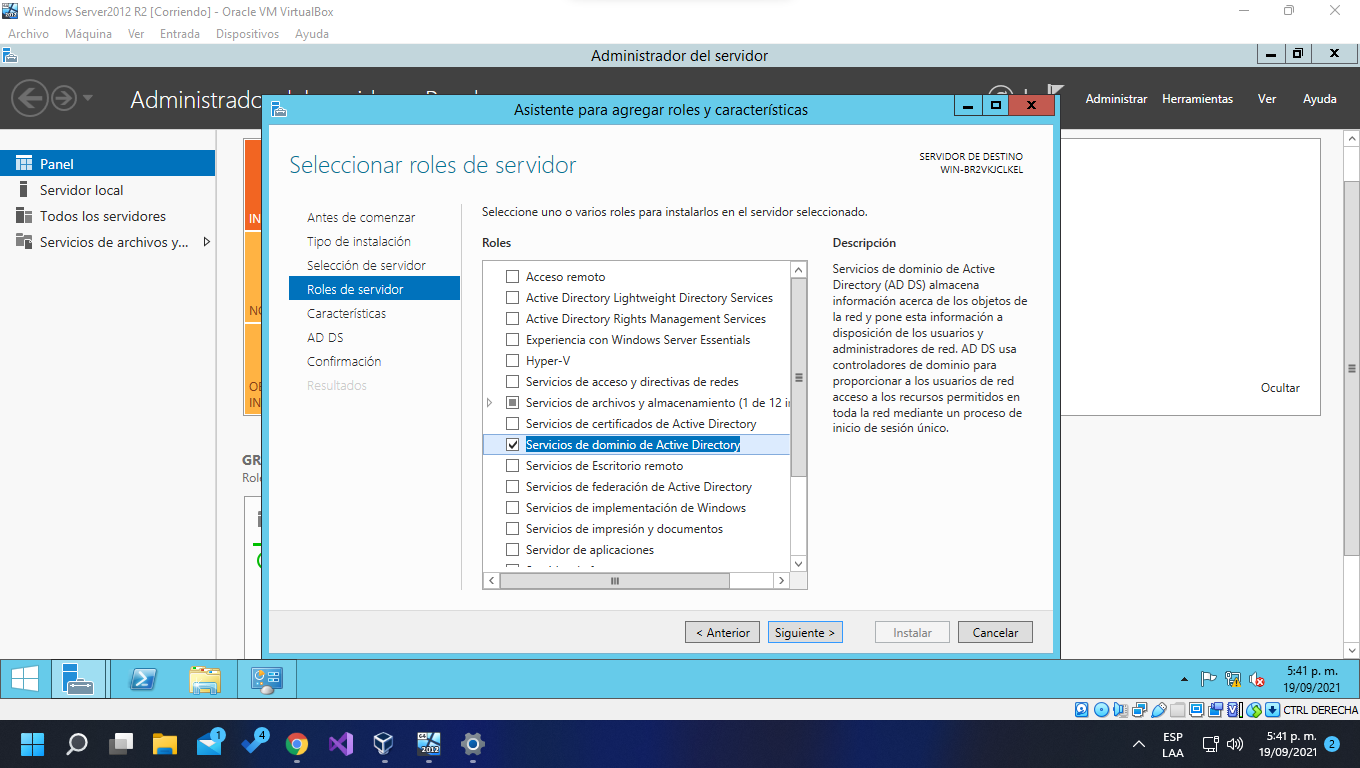 Windows Server2012 R2 [Corriendo] - Oracle VM VirtualBox
Archivo Máquina Ver Entrada Dispositivos Ayuda
Administrador del servidor
Administrar Herramientas Ver Ayuda
Asistente para agregar roles y características
Panel
Servidor local
Todos los servidores
Servicios de archivos y...
Seleccionar roles de servidor
SERVIDOR DE DESTINO
WIN-BR2VKJCLKEL
Antes de comenzar
Tipo de instalación
Selección de servidor
Roles de servidor
Características
AD DS
Confirmación
Resultados
Seleccione uno o varios roles para instalarlos en el servidor seleccionado.
Roles
Acceso remoto
Active Directory Lightweight Directory Services
Active Directory Rights Management Services
Experiencia con Windows Server Essentials
Hyper-V
Servicios de acceso y directivas de redes
Servicios de archivos y almacenamiento (1 de 12 i
Servicios de certificados de Active Directory
Servicios de dominio de Active Directory
Servicios de Escritorio remoto
Servicios de federación de Active Directory
Servicios de implementación de Windows
Servicios de impresión y documentos
Servidor de aplicaciones
Descripción
Servicios de dominio de Active
Directory (AD DS) almacena
información acerca de los objetos de
la red y pone esta información a
disposición de los usuarios y
administradores de red. AD DS usa
controladores de dominio para
proporcionar a los usuarios de red
acceso a los recursos permitidos en
toda la red mediante un proceso de
inicio de sesión único.
Ocultar
< Anterior Siguiente > Instalar Cancelar
5:41 p. m.
19/09/2021
CTRL DERECHA
1
4
2012
ESP
LAA
5:41 p. m.
19/09/2021
2